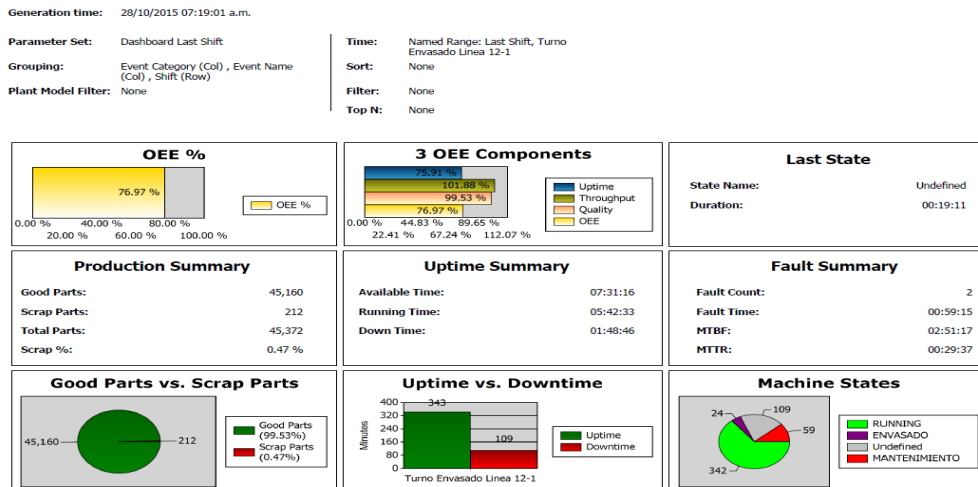 Generation time: 28/10/2015 07:19:01 a.m.
Parameter Set: Dashboard Last Shift
Grouping: Event Category (Col) , Event Name
(Col) , Shift (Row)
Plant Model Filter: None
Time: Named Range: Last Shift, Turno
Envasado Linea 12-1
Sort: None
Filter: None
Top N: None
OEE %
76.97 %
0.00 % 40.00 % 80.00 %
20.00 % 60.00 % 100.00 %
OEE %
3 OEE Components
75.91 %
101.88 %
99.53 %
76.97 %
0.00 % 44.83 % 89.65 %
22.41 % 67.24 % 112.07 %
Uptime
Throughput
Quality
OEE
Last State
State Name: Undefined
Duration: 00:19:11
Production Summary
Good Parts: 45,160
Scrap Parts: 212
Total Parts: 45,372
Scrap %: 0.47 %
Uptime Summary
Available Time: 07:31:16
Running Time: 05:42:33
Down Time: 01:48:46
Fault Summary
Fault Count: 2
Fault Time: 00:59:15
MTBF: 02:51:17
MTTR: 00:29:37
Good Parts vs. Scrap Parts
45,160
212
Good Parts
(99.53%)
Scrap Parts
(0.47%)
Uptime vs. Downtime
Minutes
400
320
240
160
80
0
343
109
Turno Envasado Linea 12-1
Uptime
Downtime
Machine States
24
109
59
342
RUNNING
ENVASADO
Undefined
MANTENIMIENTO